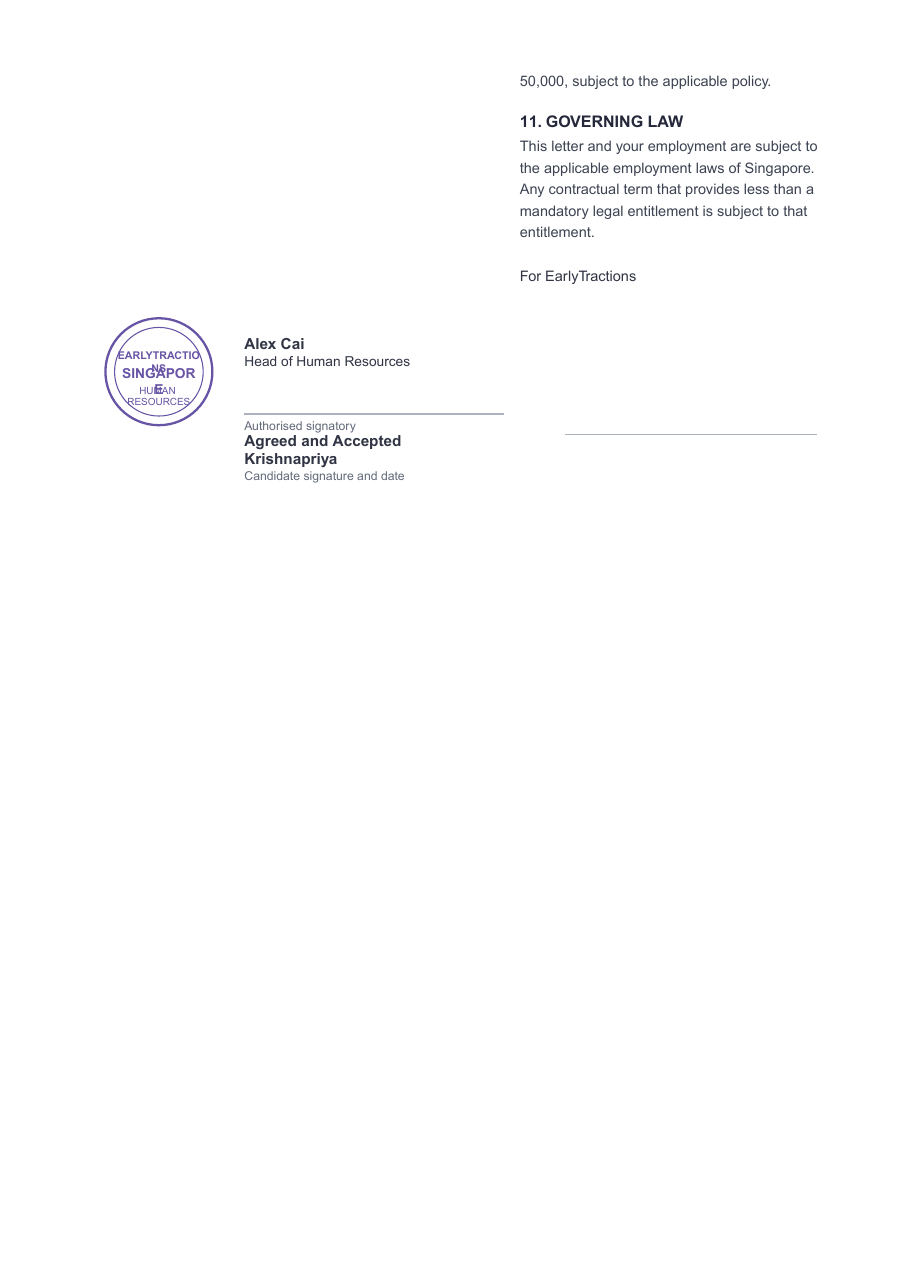 50,000, subject to the applicable policy.
11. GOVERNING LAW
This letter and your employment are subject to
the applicable employment laws of Singapore.
Any contractual term that provides less than a
mandatory legal entitlement is subject to that
entitlement.
For EarlyTractions
EARLYTRACTIO
NS
SINGAPOR
E
HUMAN
RESOURCES
Alex Cai
Head of Human Resources
Authorised signatory
Agreed and Accepted
Krishnapriya
Candidate signature and date